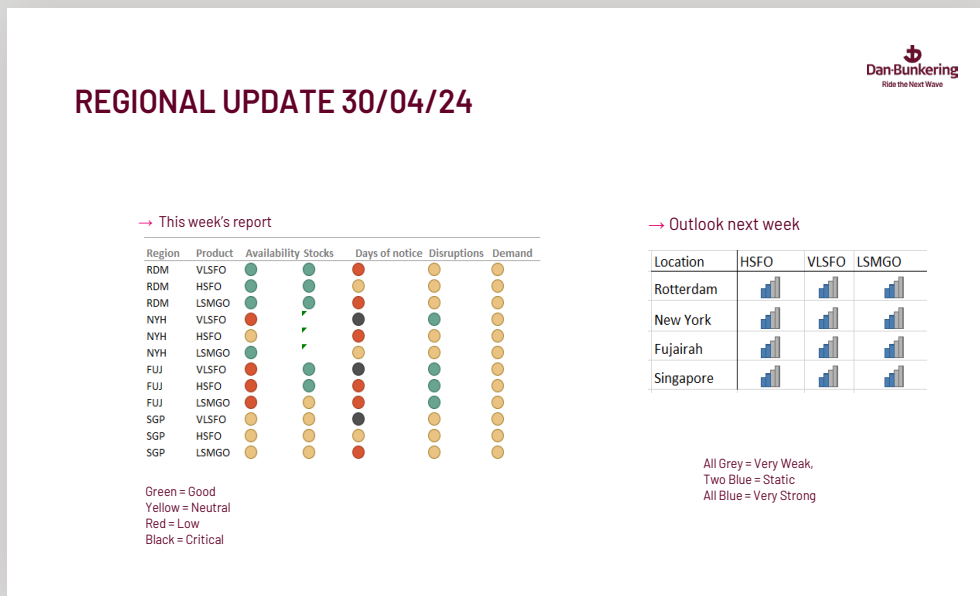 Dan-Bunkering
Ride the Next Wave
REGIONAL UPDATE 30/04/24
→ This week's report
Region Product Availability Stocks Days of notice Disruptions Demand
RDM VLSFO
RDM HSFO
RDM LSMGO
NYH VLSFO
NYH HSFO
NYH LSMGO
FUJ VLSFO
FUJ HSFO
FUJ LSMGO
SGP VLSFO
SGP HSFO
SGP LSMGO
Green = Good
Yellow = Neutral
Red = Low
Black = Critical
→ Outlook next week
Location HSFO VLSFO LSMGO
Rotterdam
New York
Fujairah
Singapore
All Grey = Very Weak,
Two Blue = Static
All Blue = Very Strong